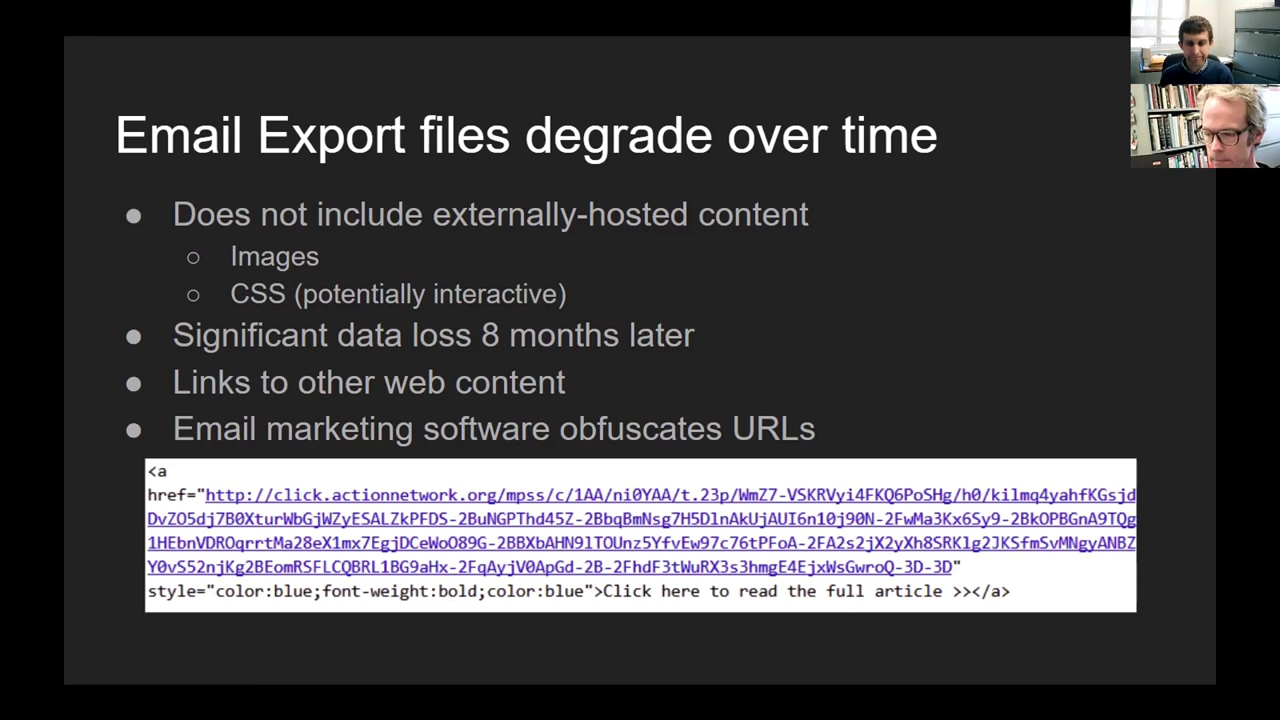 Email Export files degrade over time
● Does not include externally-hosted content
○ Images
○ CSS (potentially interactive)
● Significant data loss 8 months later
● Links to other web content
● Email marketing software obfuscates URLs
<a
href="http://click.actionnetwork.org/mpss/c/1AA/ni0YAA/t.23p/WmZ7-VSKRVyi4FKQ6PoSHg/h0/kilmq4yahfKGsjd
DvZO5dj7B0XturWbGjWZyESALZkPFDS-2BuNGPThd45Z-2BbqBmNsg7H5DlnAkUjAUI6n10j90N-2FwMa3Kx6Sy9-2BkOPBGnA9TQg
1HEbnVDROqrrtMa28eX1mx7EgjDCeWoO89G-2BBXbAHN9lTOUnz5YfvEw97c76tPFoA-2FA2s2jX2yXh8SRKlg2JKSfmSvMNgyANBZ
Y0vS52njKg2BEomRSFLCQBRL1BG9aHx-2FqAyjV0ApGd-2B-2FhdF3tWuRX3s3hmgE4EjxWsGwroQ-3D-3D"
style="color:blue;font-weight:bold;color:blue">Click here to read the full article >></a>